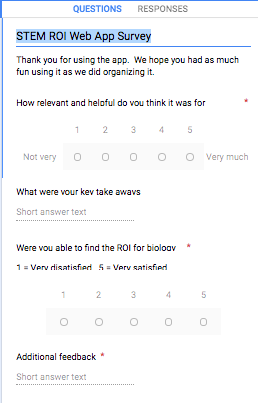 QUESTIONS RESPONSES
STEM ROI Web App Survey
Thank you for using the app. We hope you had as much
fun using it as we did organizing it.
How relevant and helpful do you think it was for *
1 2 3 4 5
Not very Very much
What were your key take aways
Short answer text
Were you able to find the ROI for biology *
1 = Very disatisfied 5 = Very satisfied
1 2 3 4 5
Additional feedback *
Short answer text